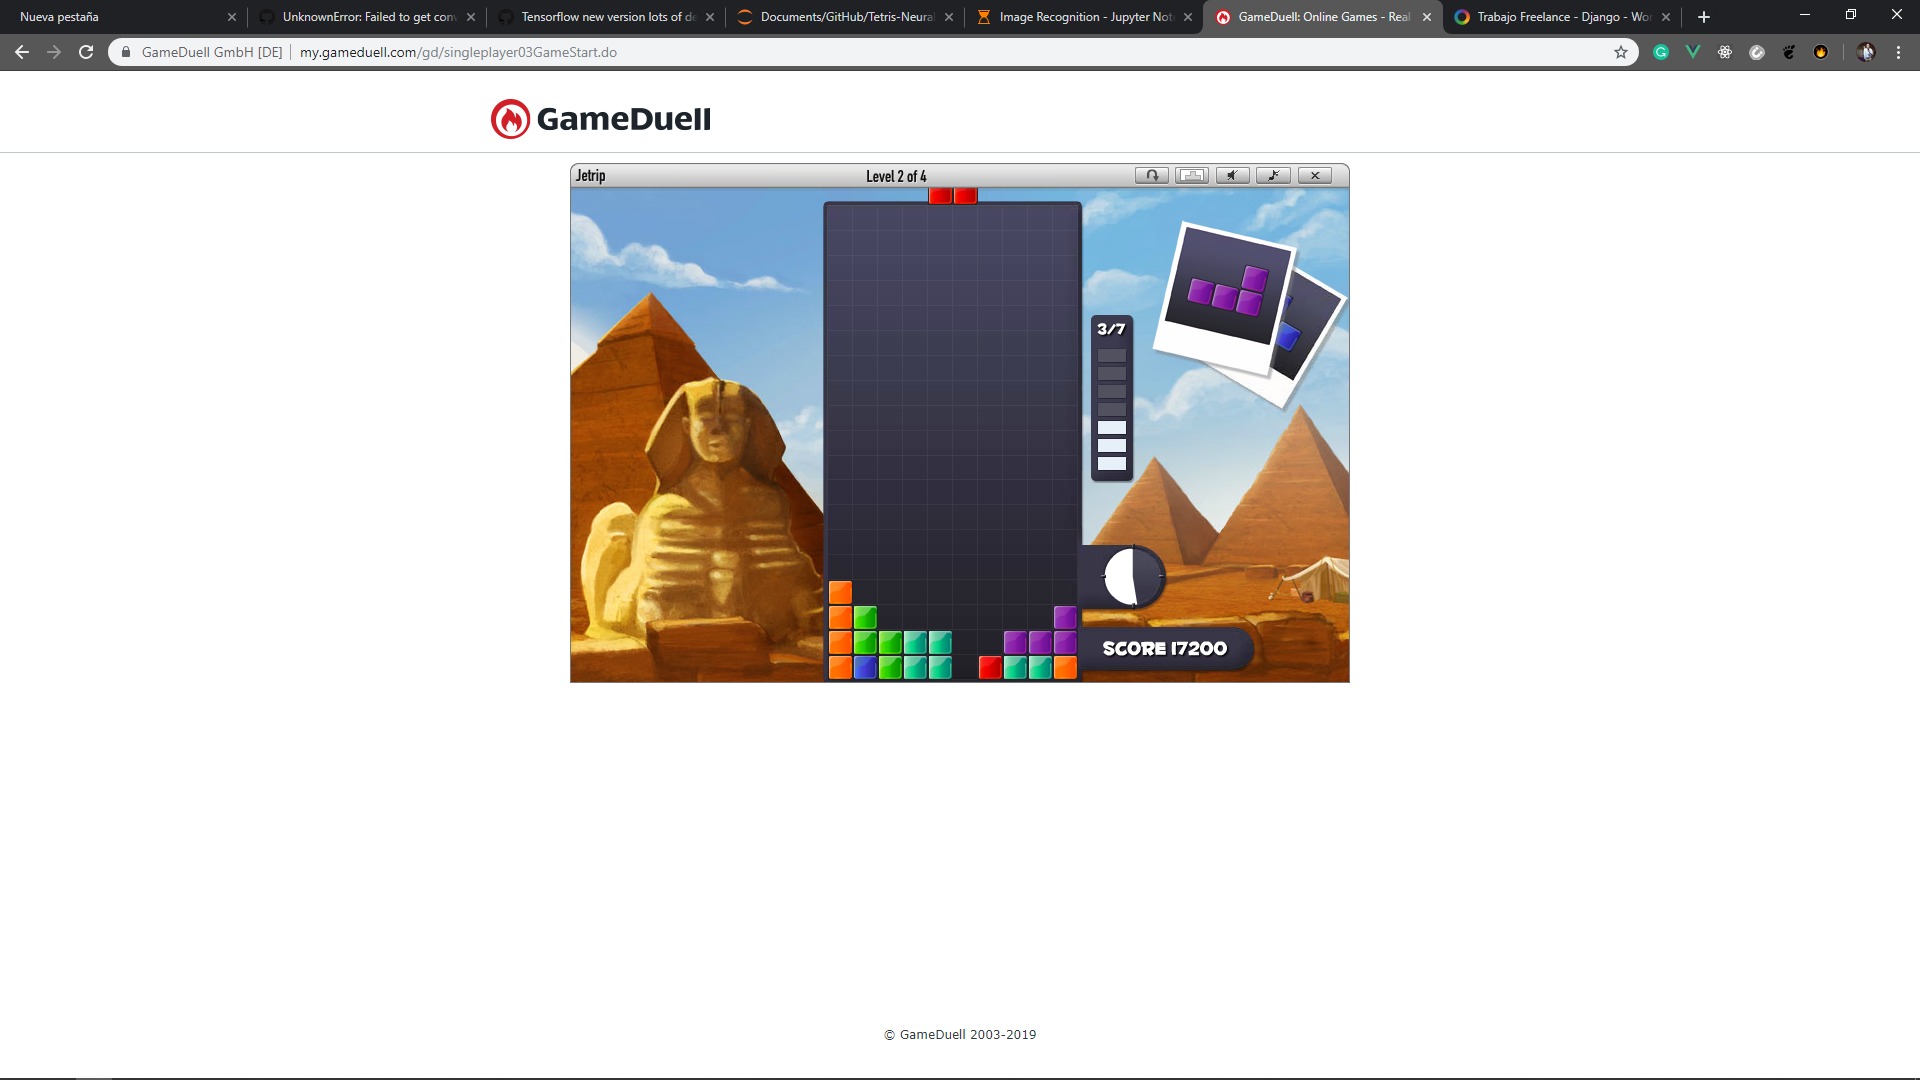 Nueva pestaña
UnknownError: Failed to get con
Tensorflow new version lots of de
Documents/GitHub/Tetris-Neural
Image Recognition - Jupyter Not
GameDuell: Online Games - Real
Trabajo Freelance - Django - Wor
GameDuell GmbH [DE]
my.gameduell.com/gd/singleplayer03GameStart.do
GameDuell
Jetrip
Level 2 of 4
3/7
SCORE 17200
© GameDuell 2003-2019